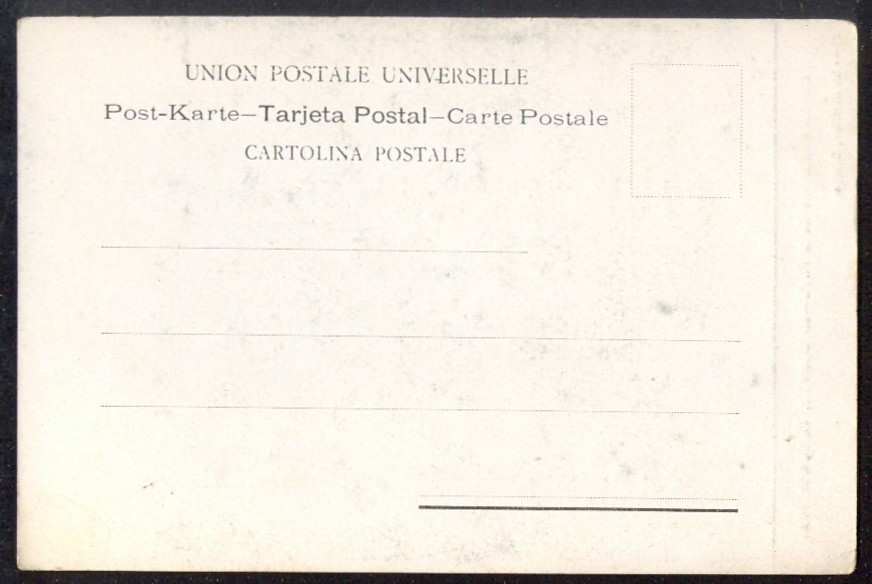 UNION POSTALE UNIVERSELLE
Post-Karte–Tarjeta Postal–Carte Postale
CARTOLINA POSTALE